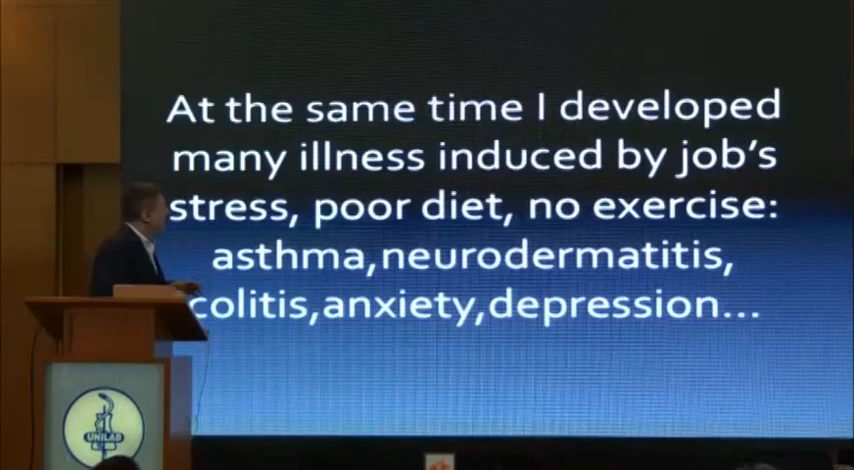 At the same time I developed
many illness induced by job’s
stress, poor diet, no exercise:
asthma,neurodermatitis,
colitis,anxiety,depression...
UNILAB